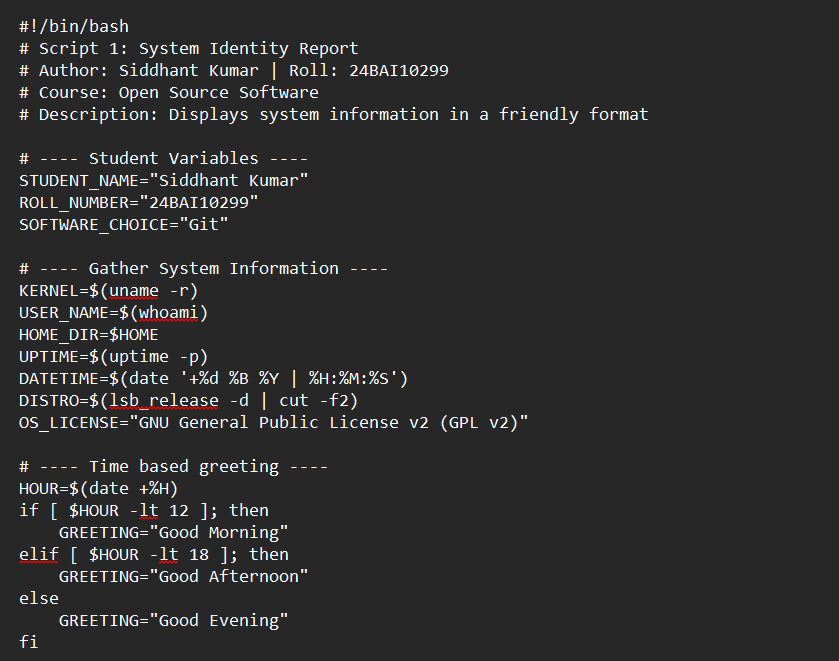 #!/bin/bash
# Script 1: System Identity Report
# Author: Siddhant Kumar | Roll: 24BAI10299
# Course: Open Source Software
# Description: Displays system information in a friendly format
# ---- Student Variables ----
STUDENT_NAME="Siddhant Kumar"
ROLL_NUMBER="24BAI10299"
SOFTWARE_CHOICE="Git"
# ---- Gather System Information ----
KERNEL=$(uname -r)
USER_NAME=$(whoami)
HOME_DIR=$HOME
UPTIME=$(uptime -p)
DATETIME=$(date '+%d %B %Y | %H:%M:%S')
DISTRO=$(lsb_release -d | cut -f2)
OS_LICENSE="GNU General Public License v2 (GPL v2)"
# ---- Time based greeting ----
HOUR=$(date +%H)
if [ $HOUR -lt 12 ]; then
    GREETING="Good Morning"
elif [ $HOUR -lt 18 ]; then
    GREETING="Good Afternoon"
else
    GREETING="Good Evening"
fi